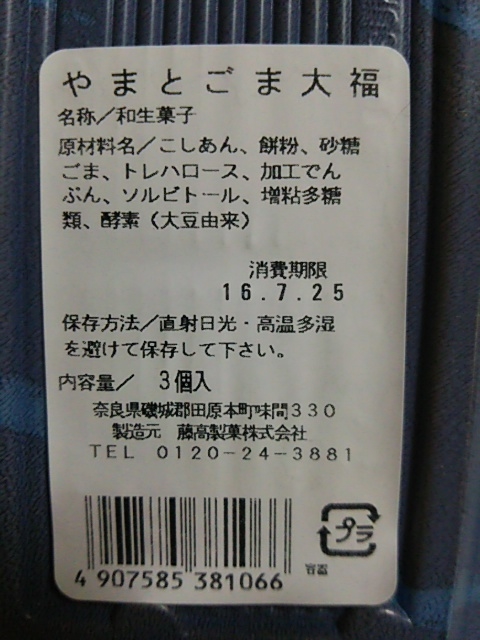 やまとごま大福
名称／和生菓子
原材料名／こしあん、餅粉、砂糖
ごま、トレハロース、加工でん
ぷん、ソルビトール、増粘多糖
類、酵素（大豆由来）
消費期限
16.7.25
保存方法／直射日光・高温多湿
を避けて保存して下さい。
内容量／ 3個入
奈良県磯城郡田原本町味間330
製造元 藤高製菓株式会社
TEL 0120-24-3881
プラ
容器
4 907585 381066